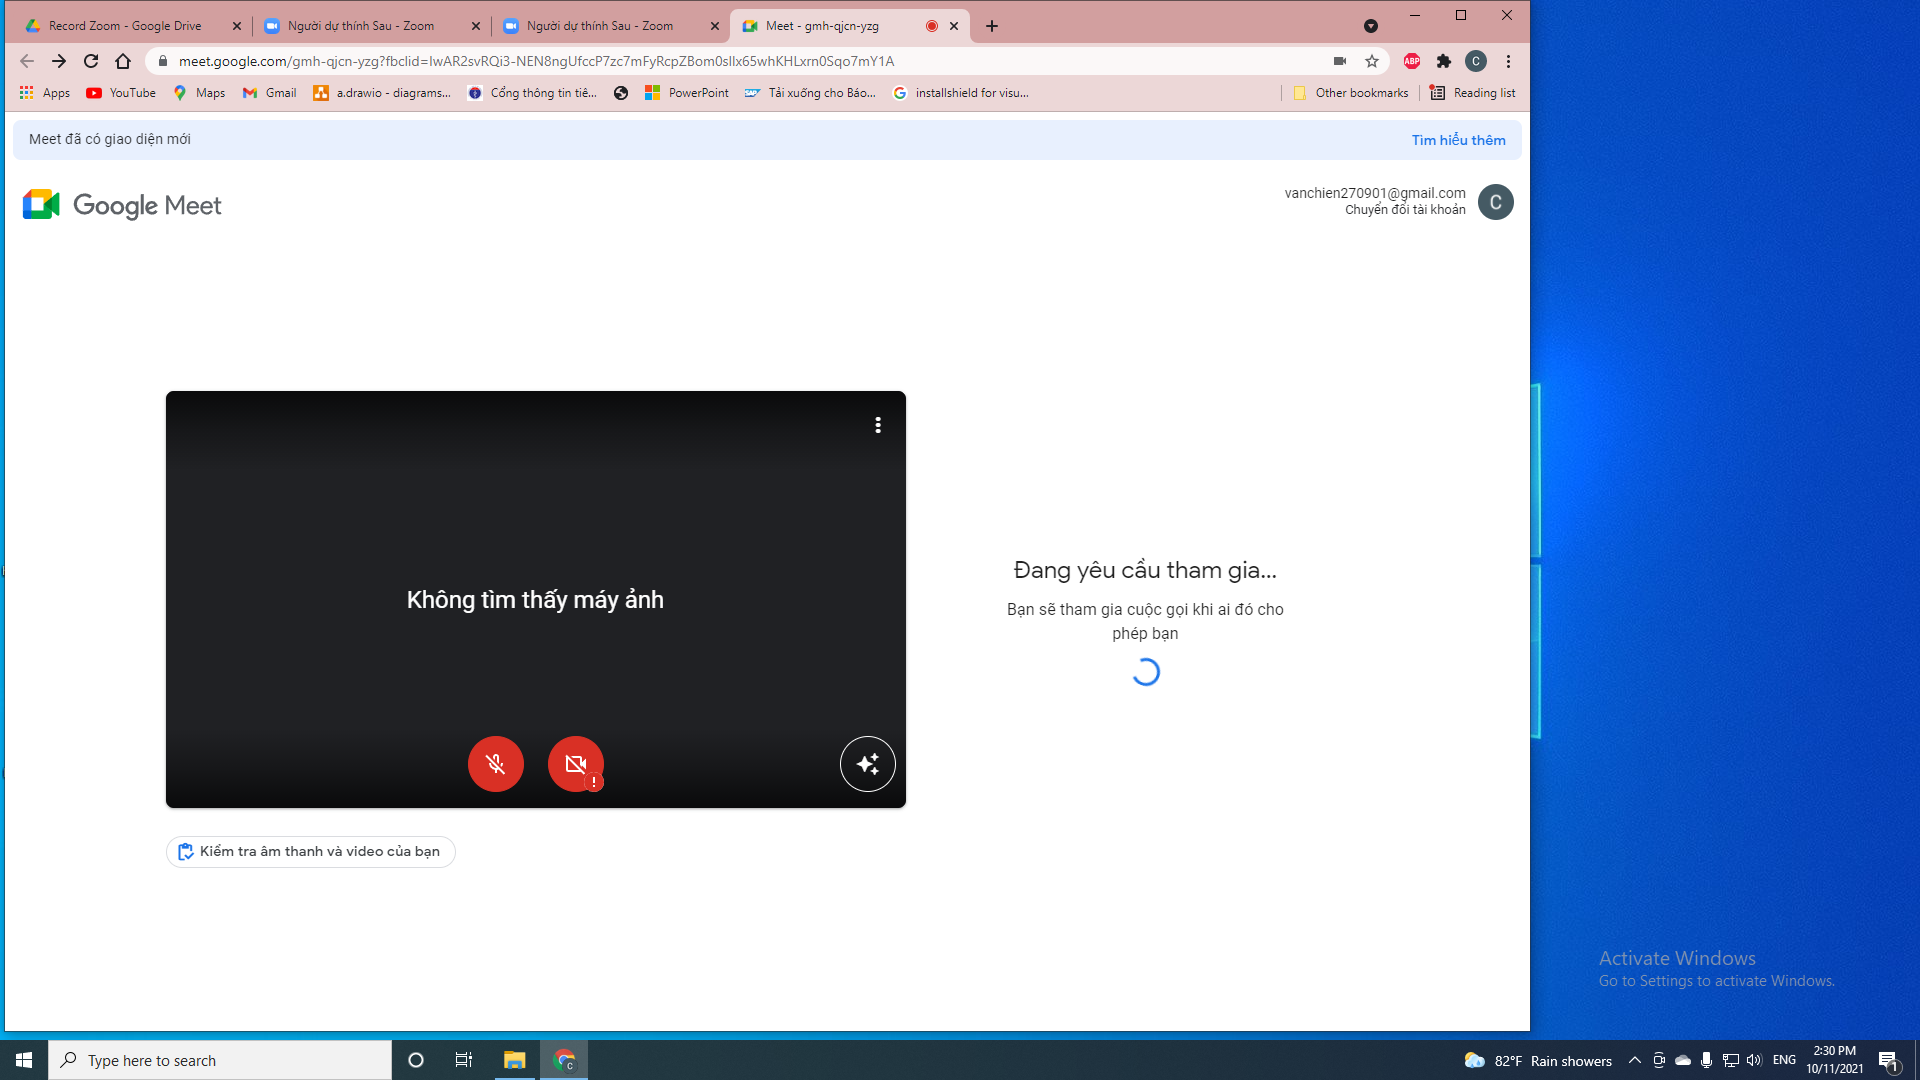 Record Zoom - Google Drive
Người dự thính Sau - Zoom
Người dự thính Sau - Zoom
Meet - gmh-qjcn-yzg
meet.google.com/gmh-qjcn-yzg?fbclid=IwAR2svRQi3-NEN8ngUfccP7zc7mFyRcpZBom0sllx65whKHLxrn0Sqo7mY1A
ABP
C
Apps
YouTube
Maps
Gmail
a.drawio - diagrams...
Cổng thông tin tiê...
PowerPoint
Tải xuống cho Báo...
installshield for visu...
Other bookmarks
Reading list
Meet đã có giao diện mới
Tìm hiểu thêm
Google Meet
vanchien270901@gmail.com
Chuyển đổi tài khoản
C
Không tìm thấy máy ảnh
Đang yêu cầu tham gia...
Bạn sẽ tham gia cuộc gọi khi ai đó cho
phép bạn
Kiểm tra âm thanh và video của bạn
Activate Windows
Go to Settings to activate Windows.
Type here to search
C
82°F Rain showers
ENG
2:30 PM
10/11/2021
1